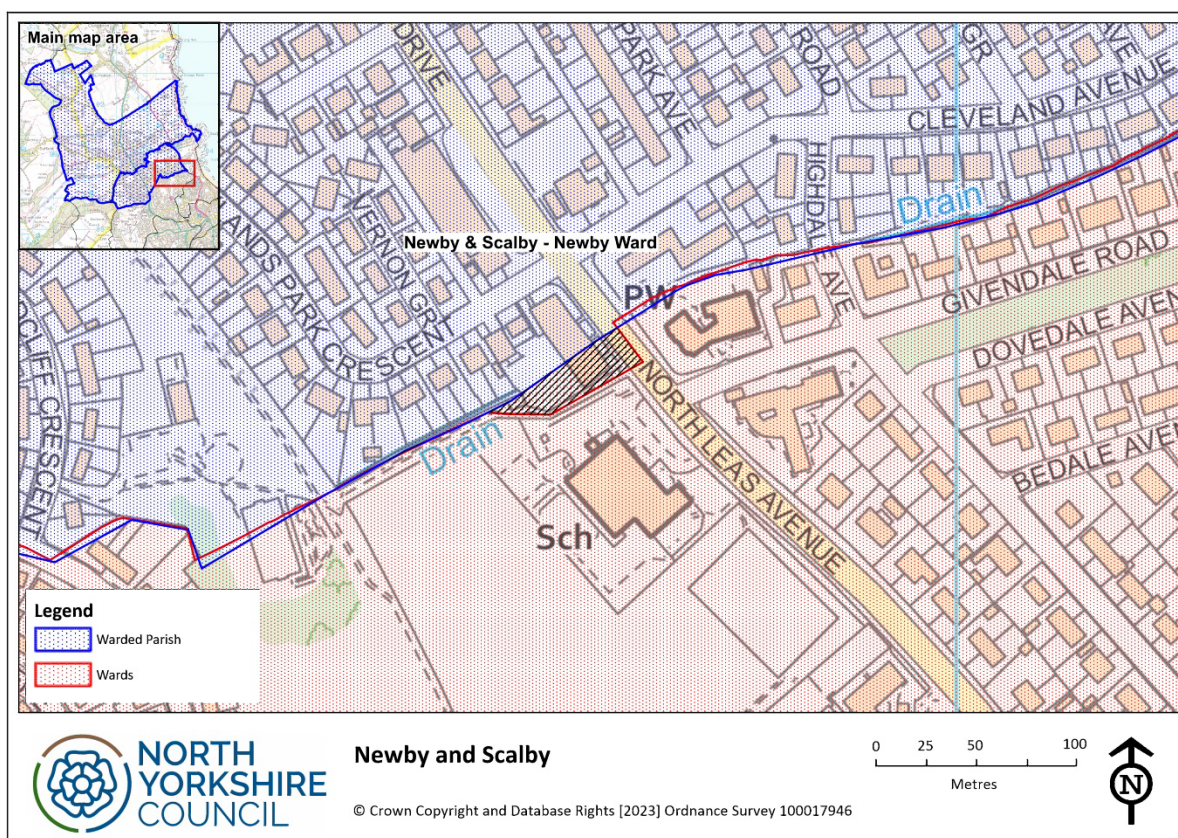 Main map area
DRIVE
PARK AVE
ROAD
GR
AVE
CLEVELAND AVENUE
HIGHDALE AVE
VERNON GRT
Newby & Scalby - Newby Ward
ANDS PARK CRESCENT
Drain
PW
GIVENDALE ROAD
DOVEDALE AVEN
BEDALE AVEN
NORTH LEAS AVENUE
Drain
DCLIFF CRESCENT
Sch
Legend
Warded Parish
Wards
NORTH
YORKSHIRE
COUNCIL
Newby and Scalby
© Crown Copyright and Database Rights [2023] Ordnance Survey 100017946
0 25 50 100
Metres
N